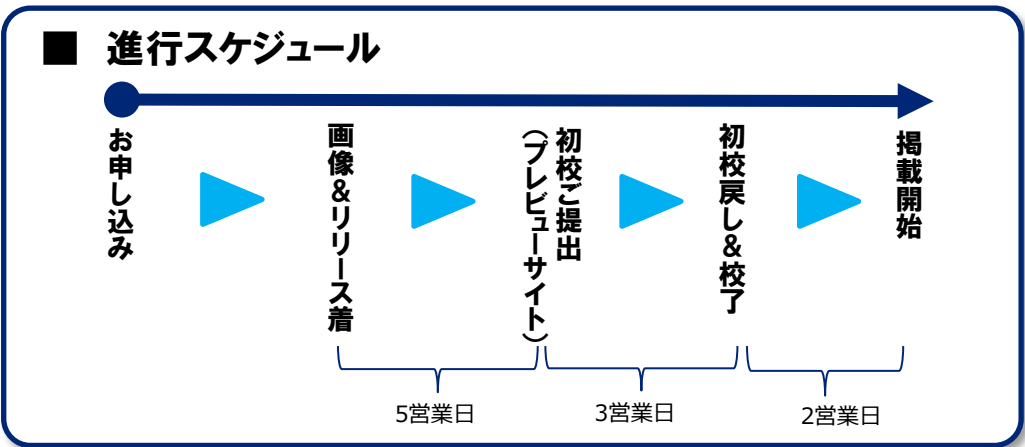 ■ 進行スケジュール
お申し込み
画像&リリース着
初校ご提出
（プレビューサイト）
初校戻し&校了
掲載開始
5営業日
3営業日
2営業日